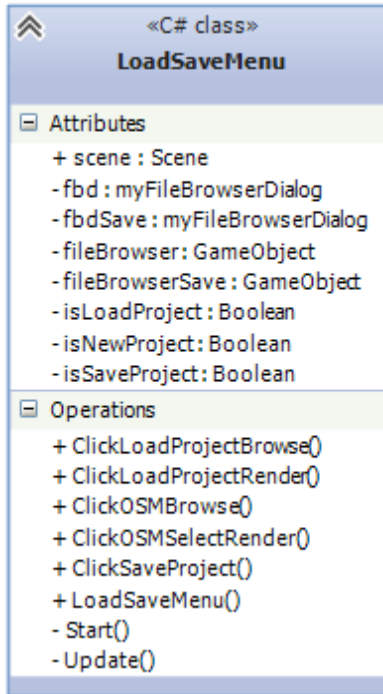 «C# class»
LoadSaveMenu
Attributes
+ scene : Scene
- fbd : myFileBrowserDialog
- fbdSave : myFileBrowserDialog
- fileBrowser : GameObject
- fileBrowserSave : GameObject
- isLoadProject : Boolean
- isNewProject : Boolean
- isSaveProject : Boolean
Operations
+ ClickLoadProjectBrowse()
+ ClickLoadProjectRender()
+ ClickOSMBrowse()
+ ClickOSMSelectRender()
+ ClickSaveProject()
+ LoadSaveMenu()
- Start()
- Update()